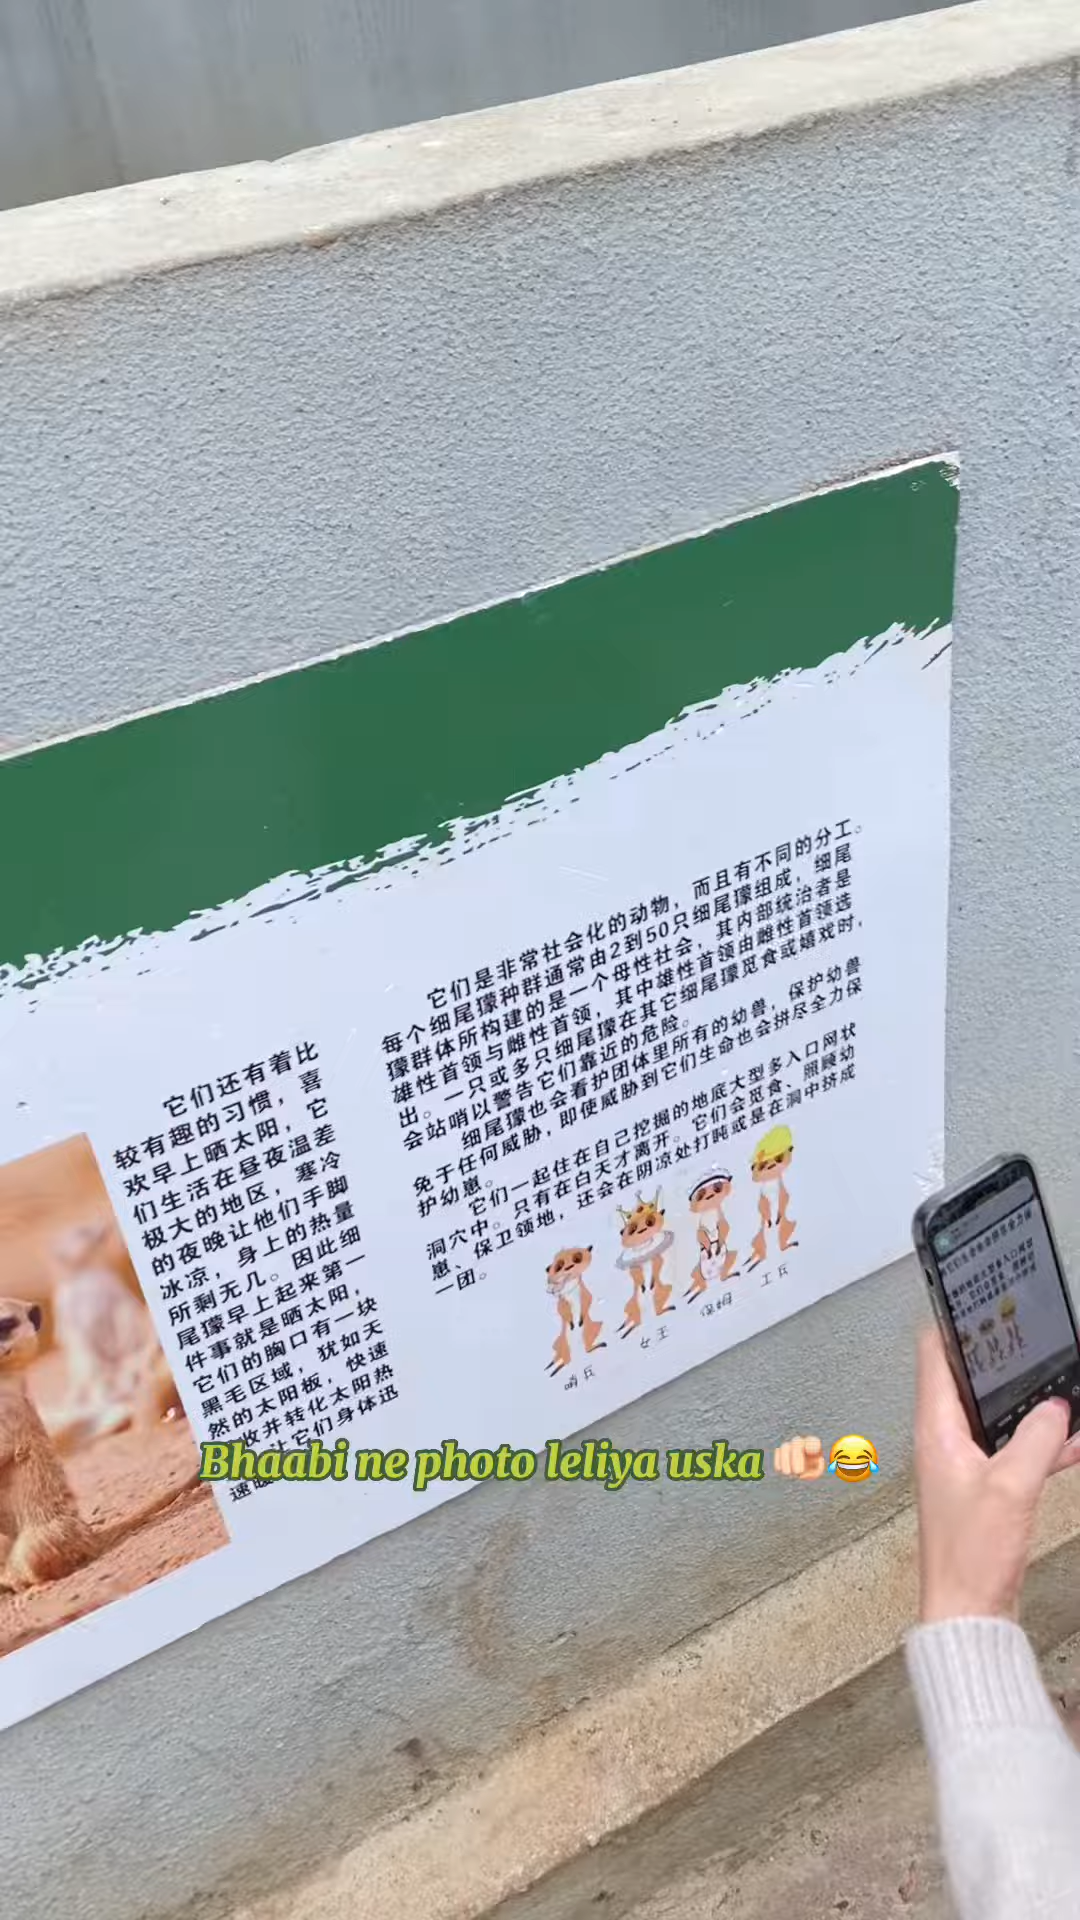 它们还有着比
较有趣的习惯，喜
欢早上晒太阳，它
们生活在昼夜温差
极大的地区，寒冷
的夜晚让他们手脚
冰凉，身上的热量
所剩无几。因此细
尾獴早上起来第一
件事就是晒太阳，
它们的胸口有一块
黑毛区域，犹如天
然的太阳板，快速
收并转化太阳热
让它们身体迅
速
它们是非常社会化的动物，而且有不同的分工。
每个细尾獴种群通常由2到50只细尾獴组成，细尾
獴群体所构建的是一个母性社会，其内部统治者是
雄性首领与雌性首领，其中雄性首领由雌性首领选
出。一只或多只细尾獴在其它细尾獴觅食或嬉戏时，
会站哨以警告它们靠近的危险。
细尾獴也会看护团体里所有的幼兽，保护幼兽
免于任何威胁，即使威胁到它们生命也会拼尽全力保
护幼崽。
它们一起住在自己挖掘的地底大型多入口网状
洞穴中。只有在白天才离开。它们会觅食、照顾幼
崽、保卫领地，还会在阴凉处打盹或是在洞中挤成
一团。
哨兵
女王
保姆
工兵
Bhaabi ne photo leliya uska 🫵🏻😂